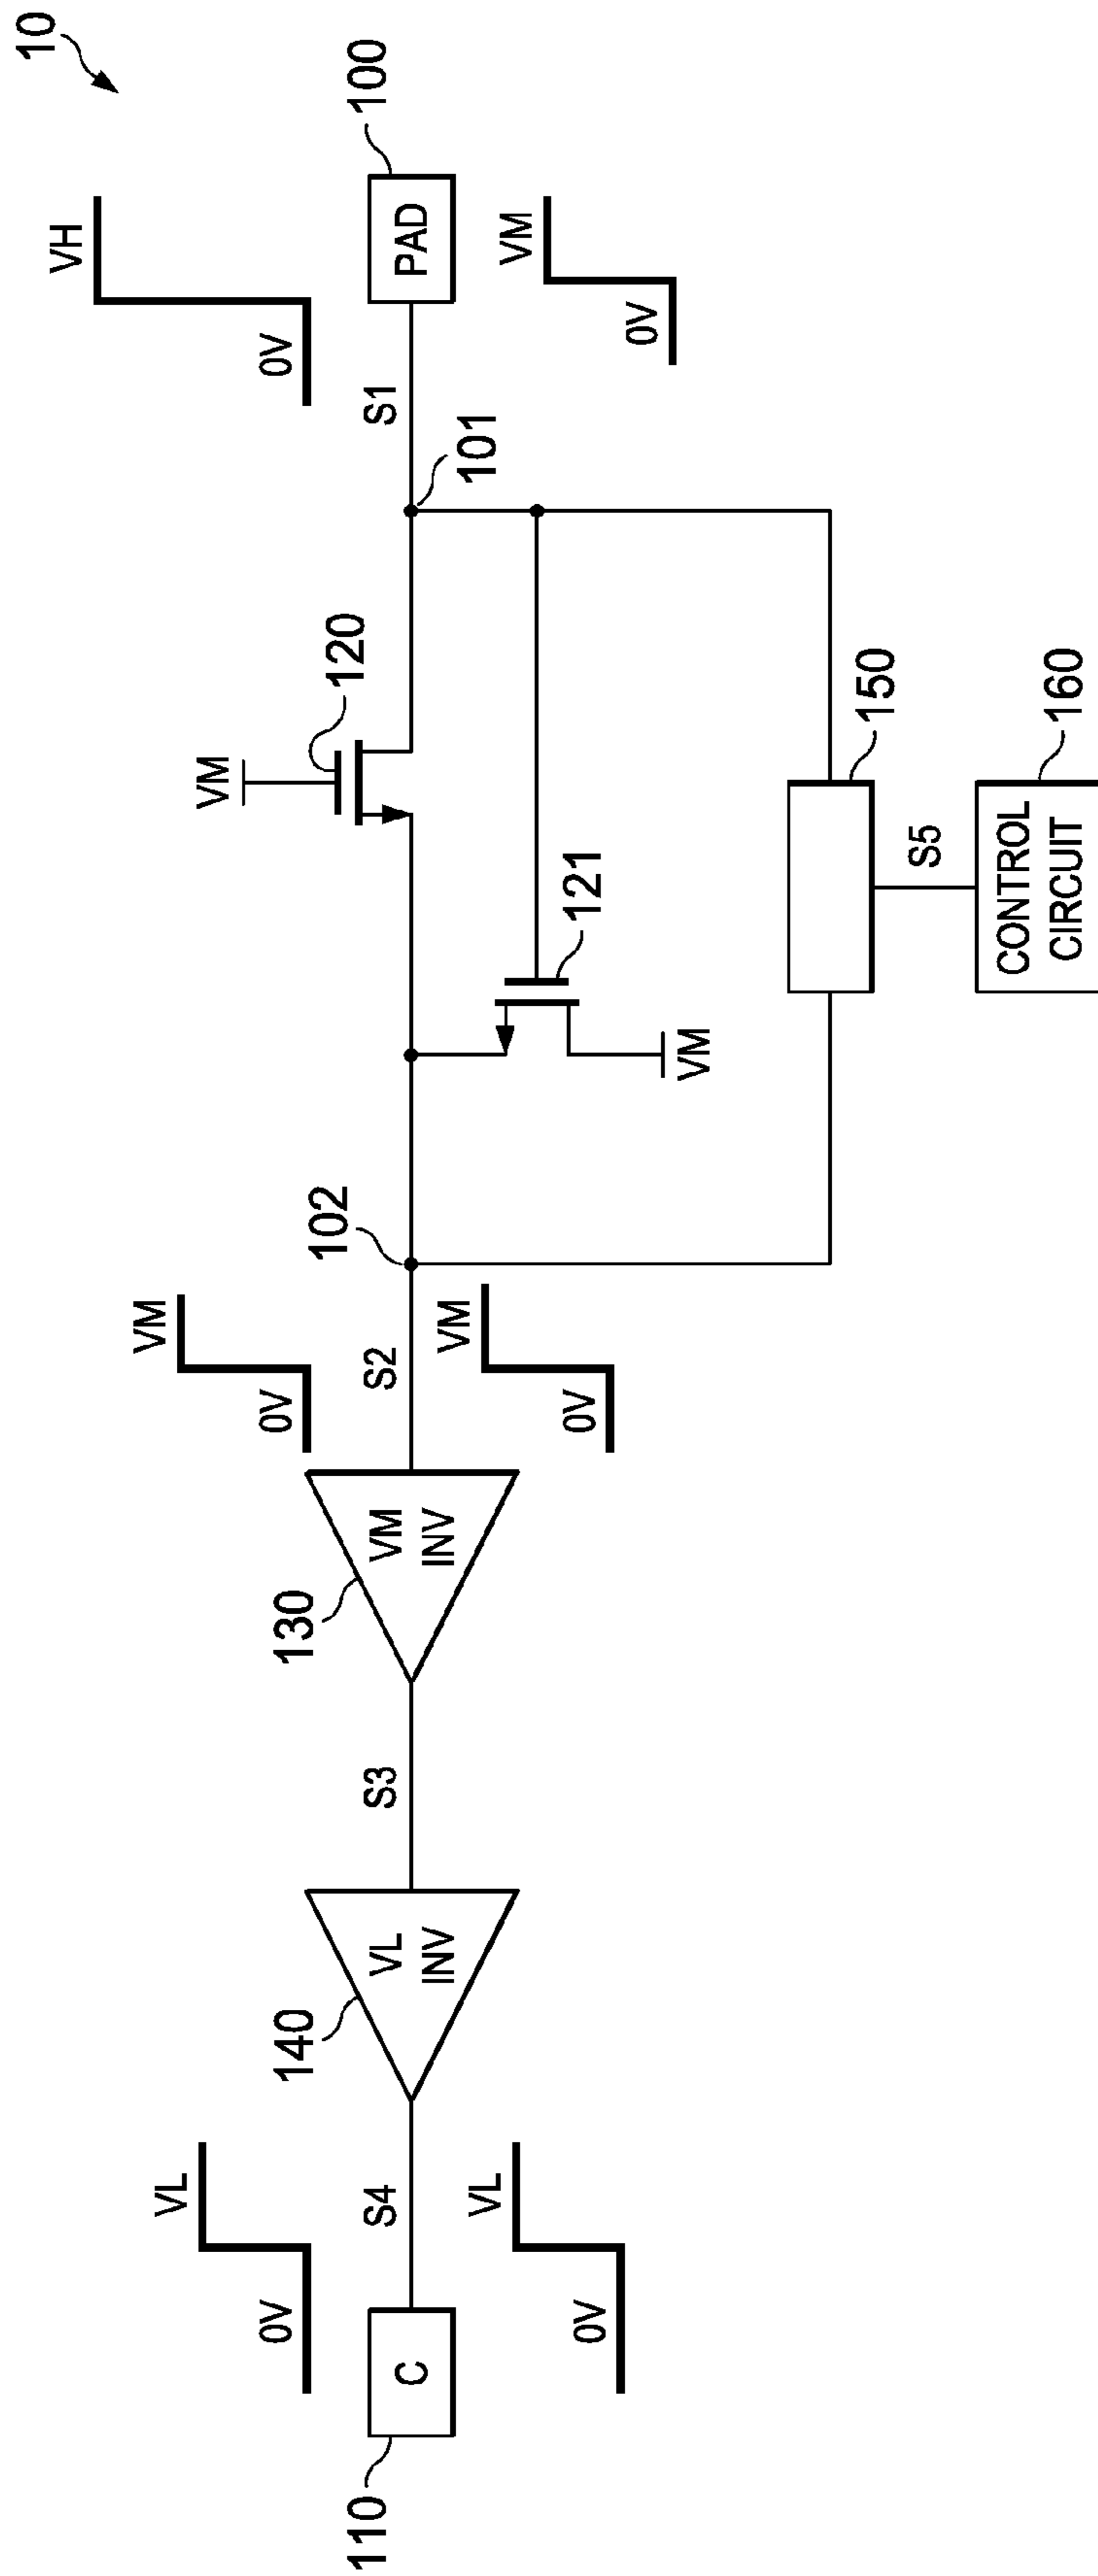 10
110
C
0V
VL
S4
0V
VL
140
VL
INV
S3
130
VM
INV
0V
VM
S2
0V
VM
102
VM
120
121
VM
101
S1
0V
VH
PAD
100
0V
VM
150
S5
CONTROL
CIRCUIT
160